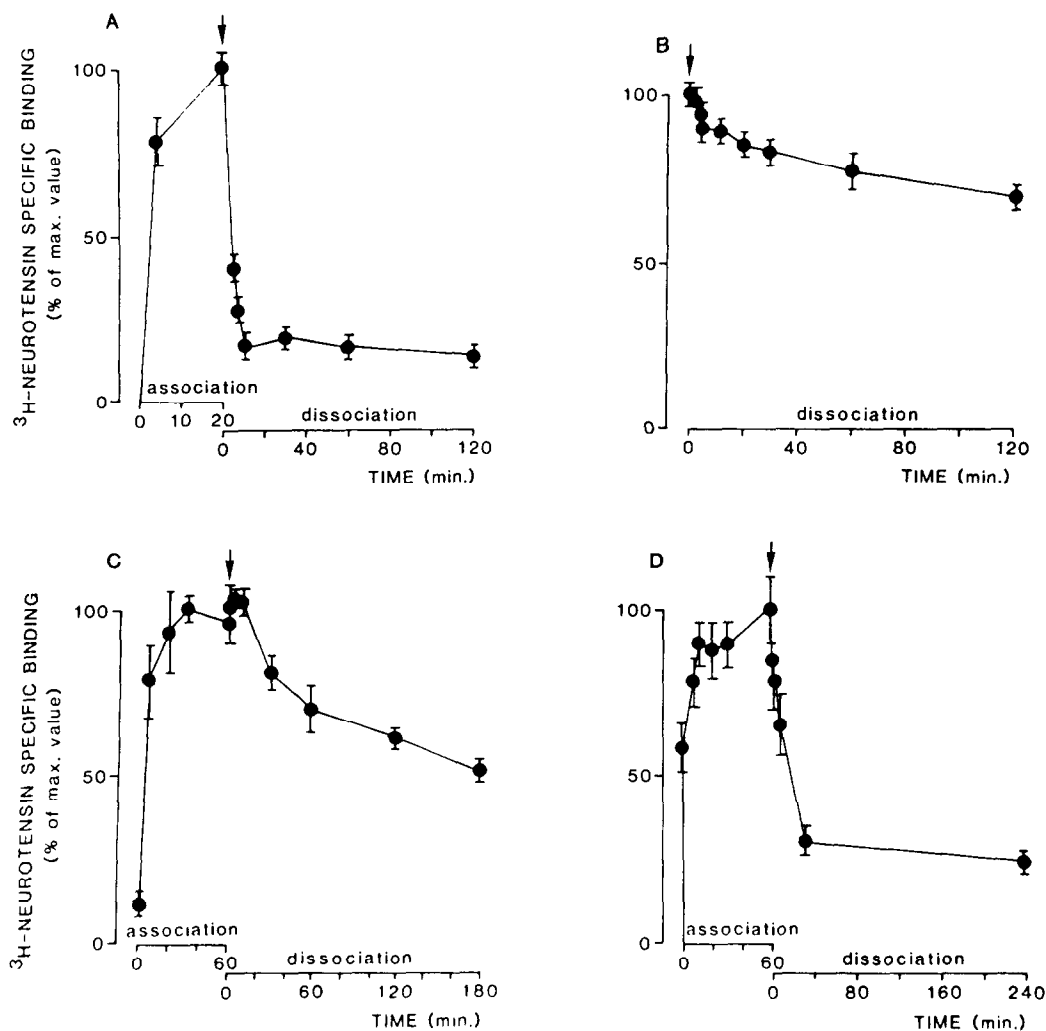 A
³H-NEUROTENSIN SPECIFIC BINDING
(% of max. value)
100
50
0
association
0 10 20
dissociation
0 40 80 120
TIME (min.)
B
100
50
0
dissociation
0 40 80 120
TIME (min.)
C
³H-NEUROTENSIN SPECIFIC BINDING
(% of max. value)
100
50
0
association
0 60
dissociation
0 60 120 180
TIME (min.)
D
100
50
0
association
0 60
dissociation
0 80 160 240
TIME (min.)